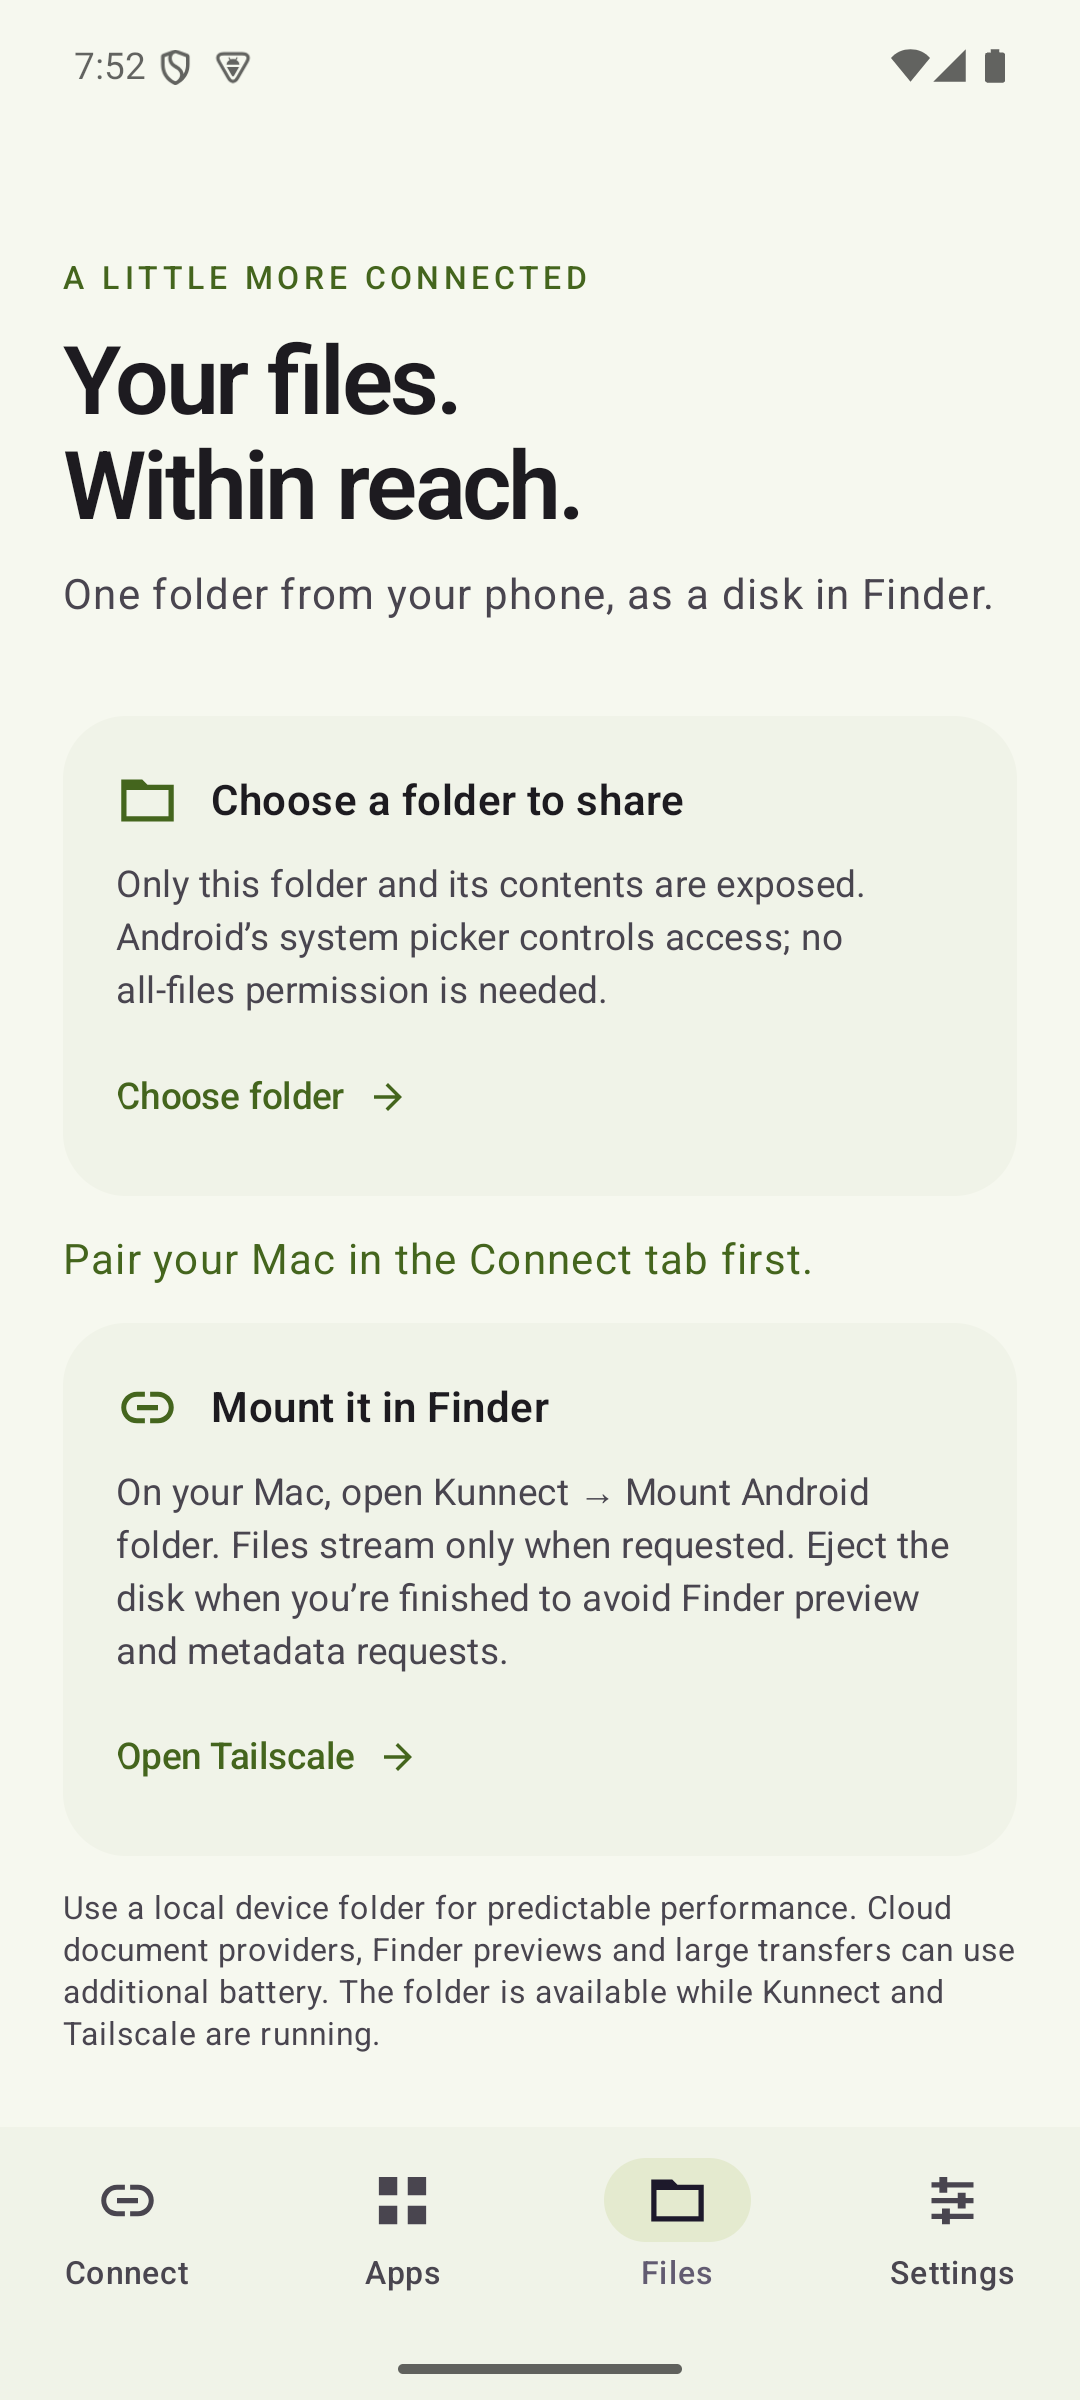 7:52
A LITTLE MORE CONNECTED
Your files.
Within reach.
One folder from your phone, as a disk in Finder.
Choose a folder to share
Only this folder and its contents are exposed.
Android’s system picker controls access; no
all-files permission is needed.
Choose folder →
Pair your Mac in the Connect tab first.
Mount it in Finder
On your Mac, open Kunnect → Mount Android
folder. Files stream only when requested. Eject the
disk when you’re finished to avoid Finder preview
and metadata requests.
Open Tailscale →
Use a local device folder for predictable performance. Cloud
document providers, Finder previews and large transfers can use
additional battery. The folder is available while Kunnect and
Tailscale are running.
Connect Apps Files Settings